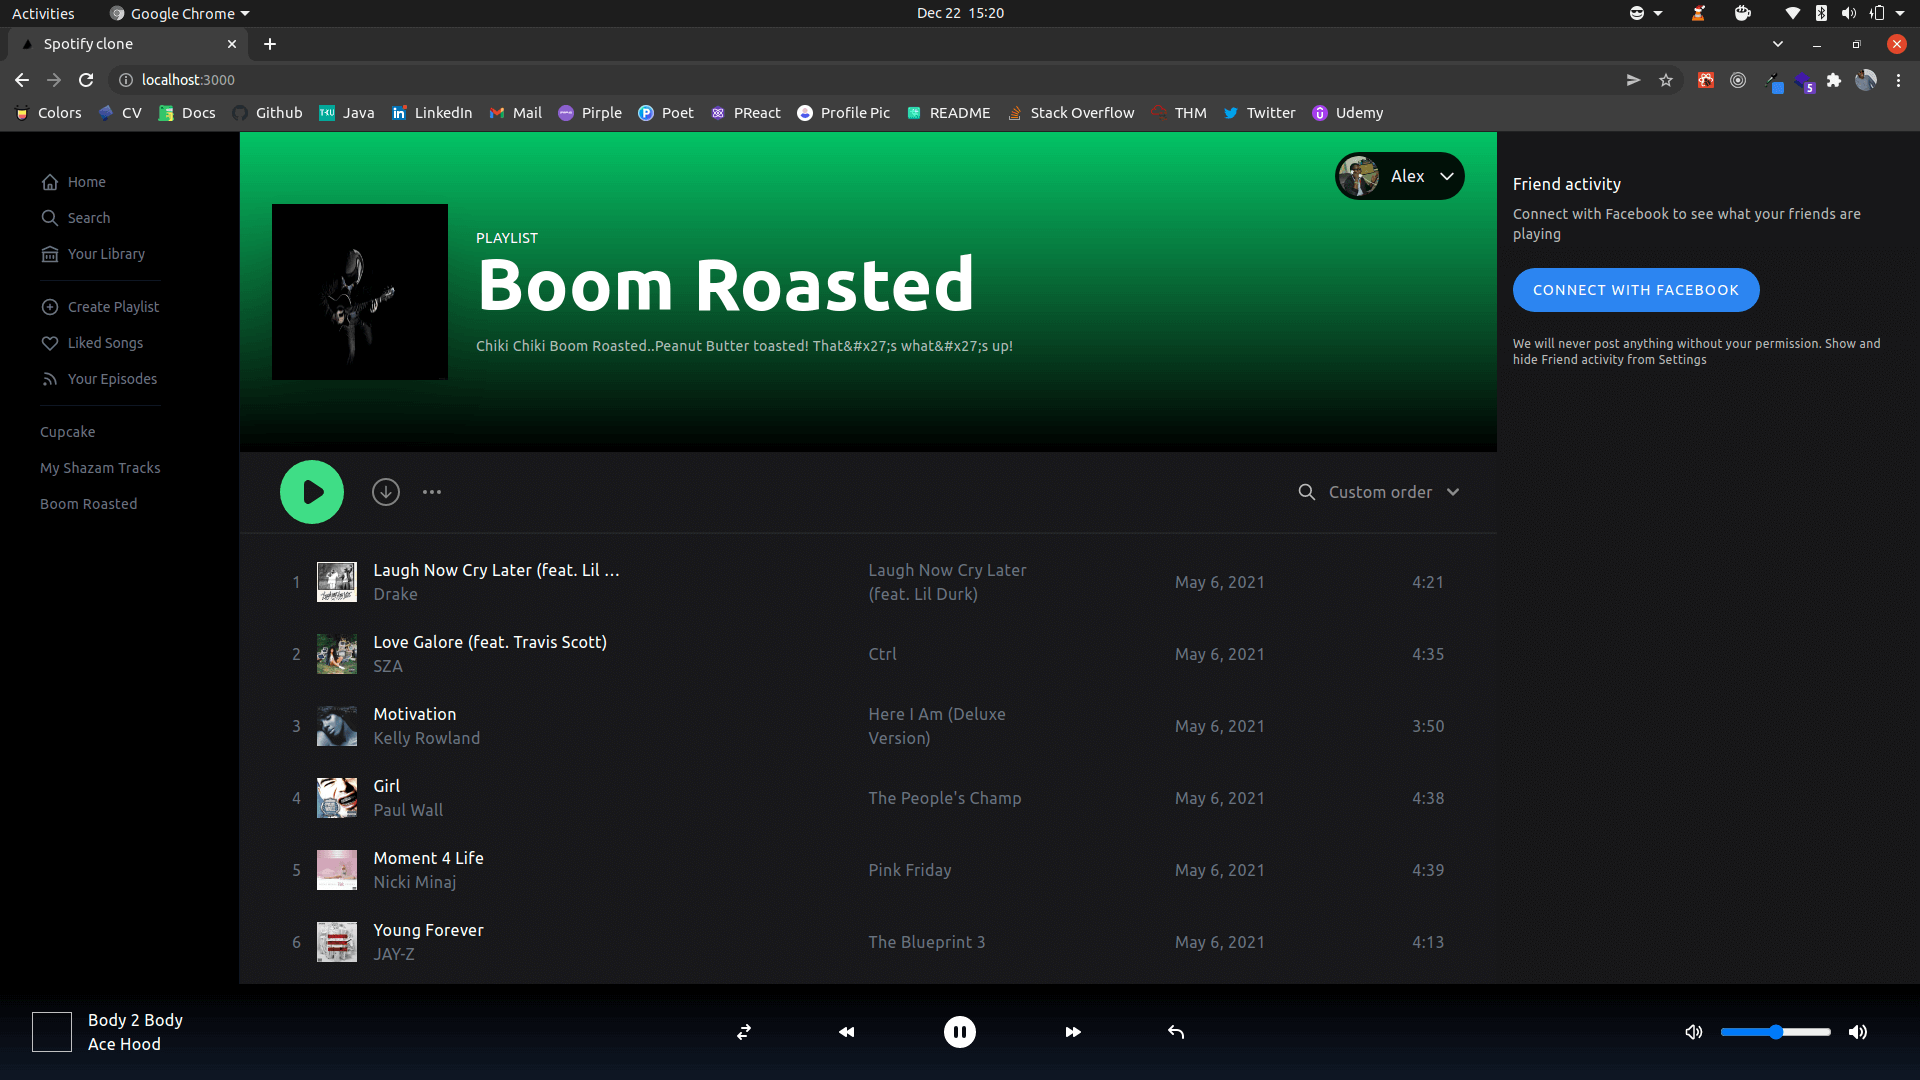 Activities Google Chrome Dec 22 15:20
Spotify clone
localhost:3000
5
Colors CV Docs Github Java LinkedIn Mail Pirple Poet PReact Profile Pic README Stack Overflow THM Twitter Udemy
Home
Search
Your Library
Create Playlist
Liked Songs
Your Episodes
Cupcake
My Shazam Tracks
Boom Roasted
Alex
PLAYLIST
Boom Roasted
Chiki Chiki Boom Roasted..Peanut Butter toasted! That&#x27;s what&#x27;s up!
Custom order
1 Laugh Now Cry Later (feat. Lil ...
Drake
Laugh Now Cry Later
(feat. Lil Durk)
May 6, 2021 4:21
2 Love Galore (feat. Travis Scott)
SZA
Ctrl
May 6, 2021 4:35
3 Motivation
Kelly Rowland
Here I Am (Deluxe
Version)
May 6, 2021 3:50
4 Girl
Paul Wall
The People's Champ
May 6, 2021 4:38
5 Moment 4 Life
Nicki Minaj
Pink Friday
May 6, 2021 4:39
6 Young Forever
JAY-Z
The Blueprint 3
May 6, 2021 4:13
Friend activity
Connect with Facebook to see what your friends are
playing
CONNECT WITH FACEBOOK
We will never post anything without your permission. Show and
hide Friend activity from Settings
Body 2 Body
Ace Hood